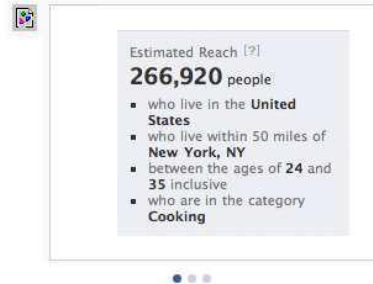 Estimated Reach [?]
266,920 people
who live in the United
States
who live within 50 miles of
New York, NY
between the ages of 24 and
35 inclusive
who are in the category
Cooking